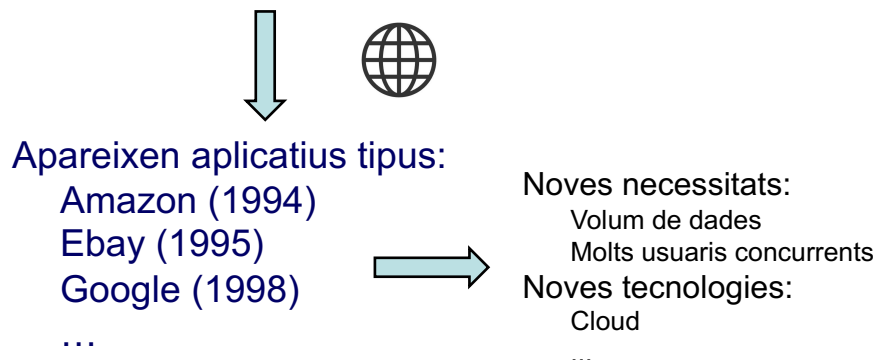 Apareixen aplicatius tipus:
Amazon (1994)
Ebay (1995)
Google (1998)
...
Noves necessitats:
Volum de dades
Molts usuaris concurrents
Noves tecnologies:
Cloud
...